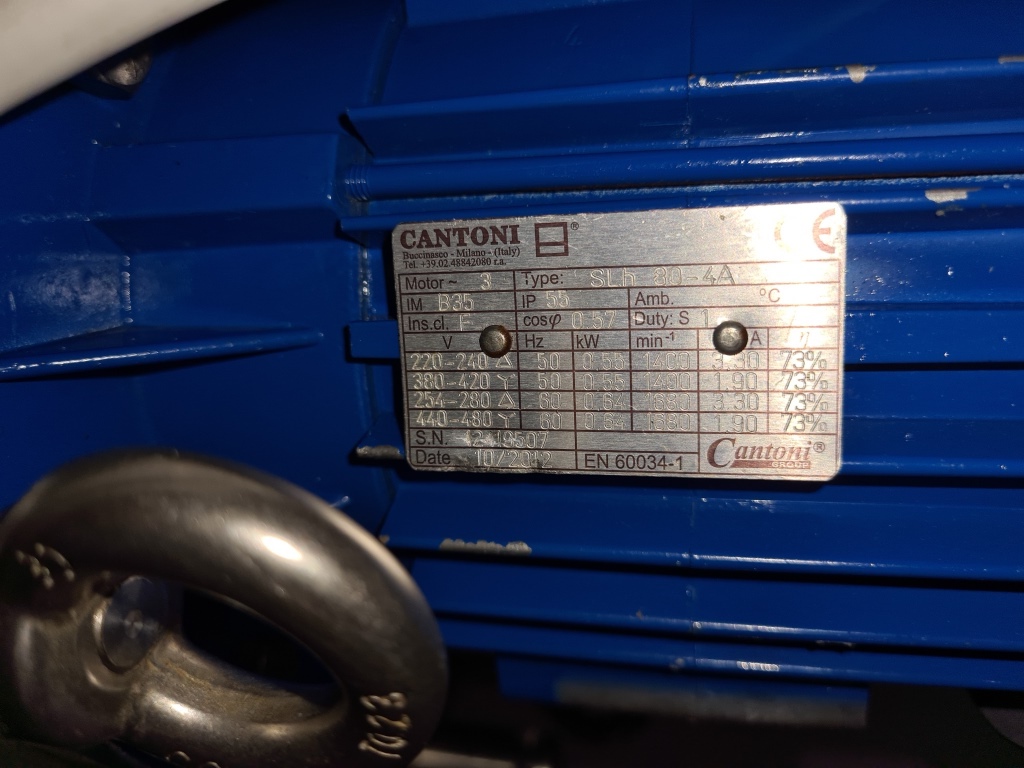 CANTONI ®
Buccinasco - Milano - (Italy)
Tel. +39.02.48842080 r.a.
CE
Motor ~ 3 Type: SLh 80-4A
IM B35 IP 55 Amb. °C
Ins.cl. F cosφ 0.57 Duty: S 1
V Hz kW min⁻¹ A η
220-240 △ 50 0.55 1400 3.30 73%
380-420 Y 50 0.55 1.90 73%
254-280 △ 60 0.64 1680 3.30 73%
440-480 Y 60 0.64 1680 1.90 73%
S.N.
Date 10/2012 EN 60034-1 Cantoni®
GROUP